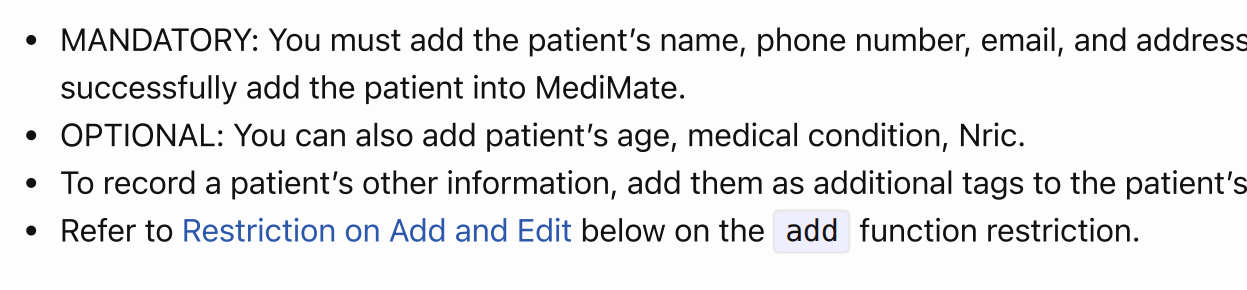 • MANDATORY: You must add the patient’s name, phone number, email, and address
successfully add the patient into MediMate.
• OPTIONAL: You can also add patient’s age, medical condition, Nric.
• To record a patient’s other information, add them as additional tags to the patient’s
• Refer to Restriction on Add and Edit below on the add function restriction.